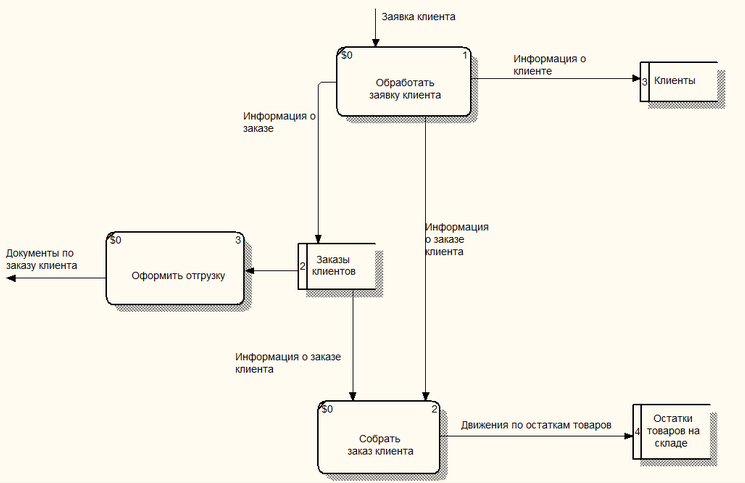 Заявка клиента
$0 1
Обработать
заявку клиента
Информация о
клиенте
3 Клиенты
Информация о
заказе
Информация
о заказе
клиента
Документы по
заказу клиента
$0 3
Оформить отгрузку
2 Заказы
клиентов
Информация о заказе
клиента
$0 2
Собрать
заказ клиента
Движения по остаткам товаров
4 Остатки
товаров на
складе